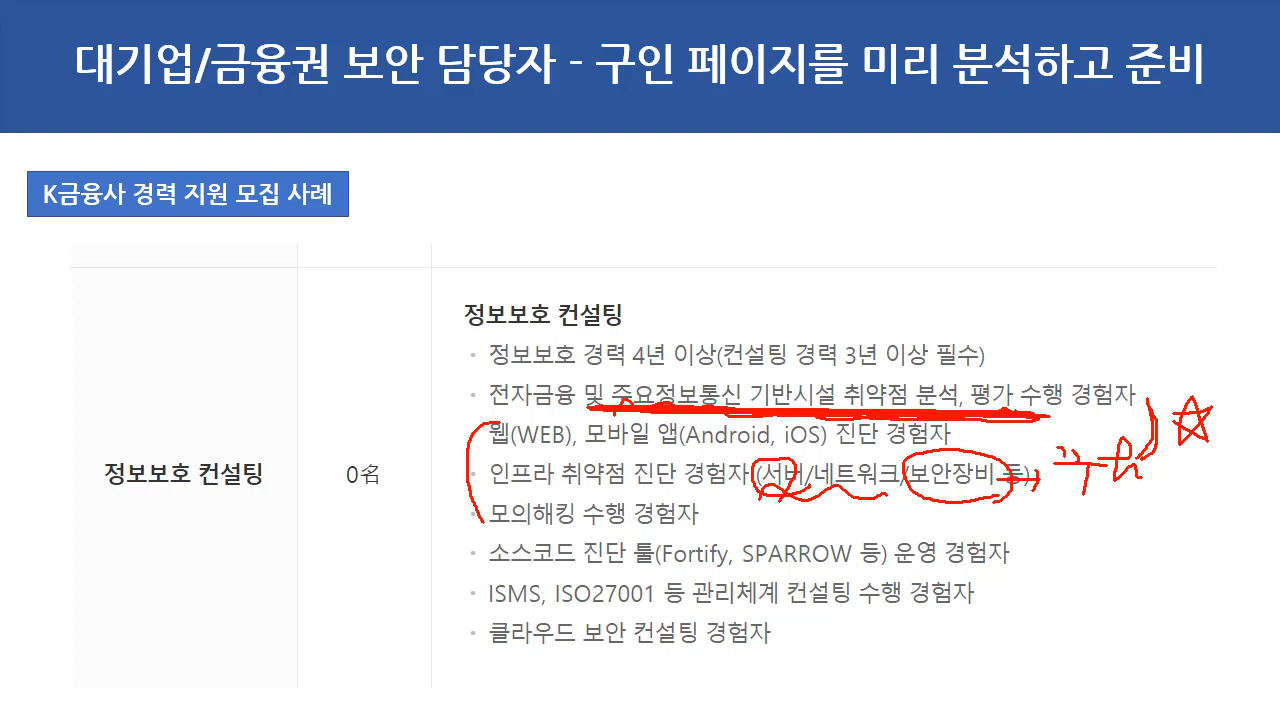 대기업/금융권 보안 담당자 - 구인 페이지를 미리 분석하고 준비
K금융사 경력 지원 모집 사례
정보보호 컨설팅
0名
정보보호 컨설팅
• 정보보호 경력 4년 이상(컨설팅 경력 3년 이상 필수)
• 전자금융 및 주요정보통신 기반시설 취약점 분석, 평가 수행 경험자
웹(WEB), 모바일 앱(Android, iOS) 진단 경험자
• 인프라 취약점 진단 경험자 (서버/네트워크/보안장비 등)
• 모의해킹 수행 경험자
• 소스코드 진단 툴(Fortify, SPARROW 등) 운영 경험자
• ISMS, ISO27001 등 관리체계 컨설팅 수행 경험자
• 클라우드 보안 컨설팅 경험자